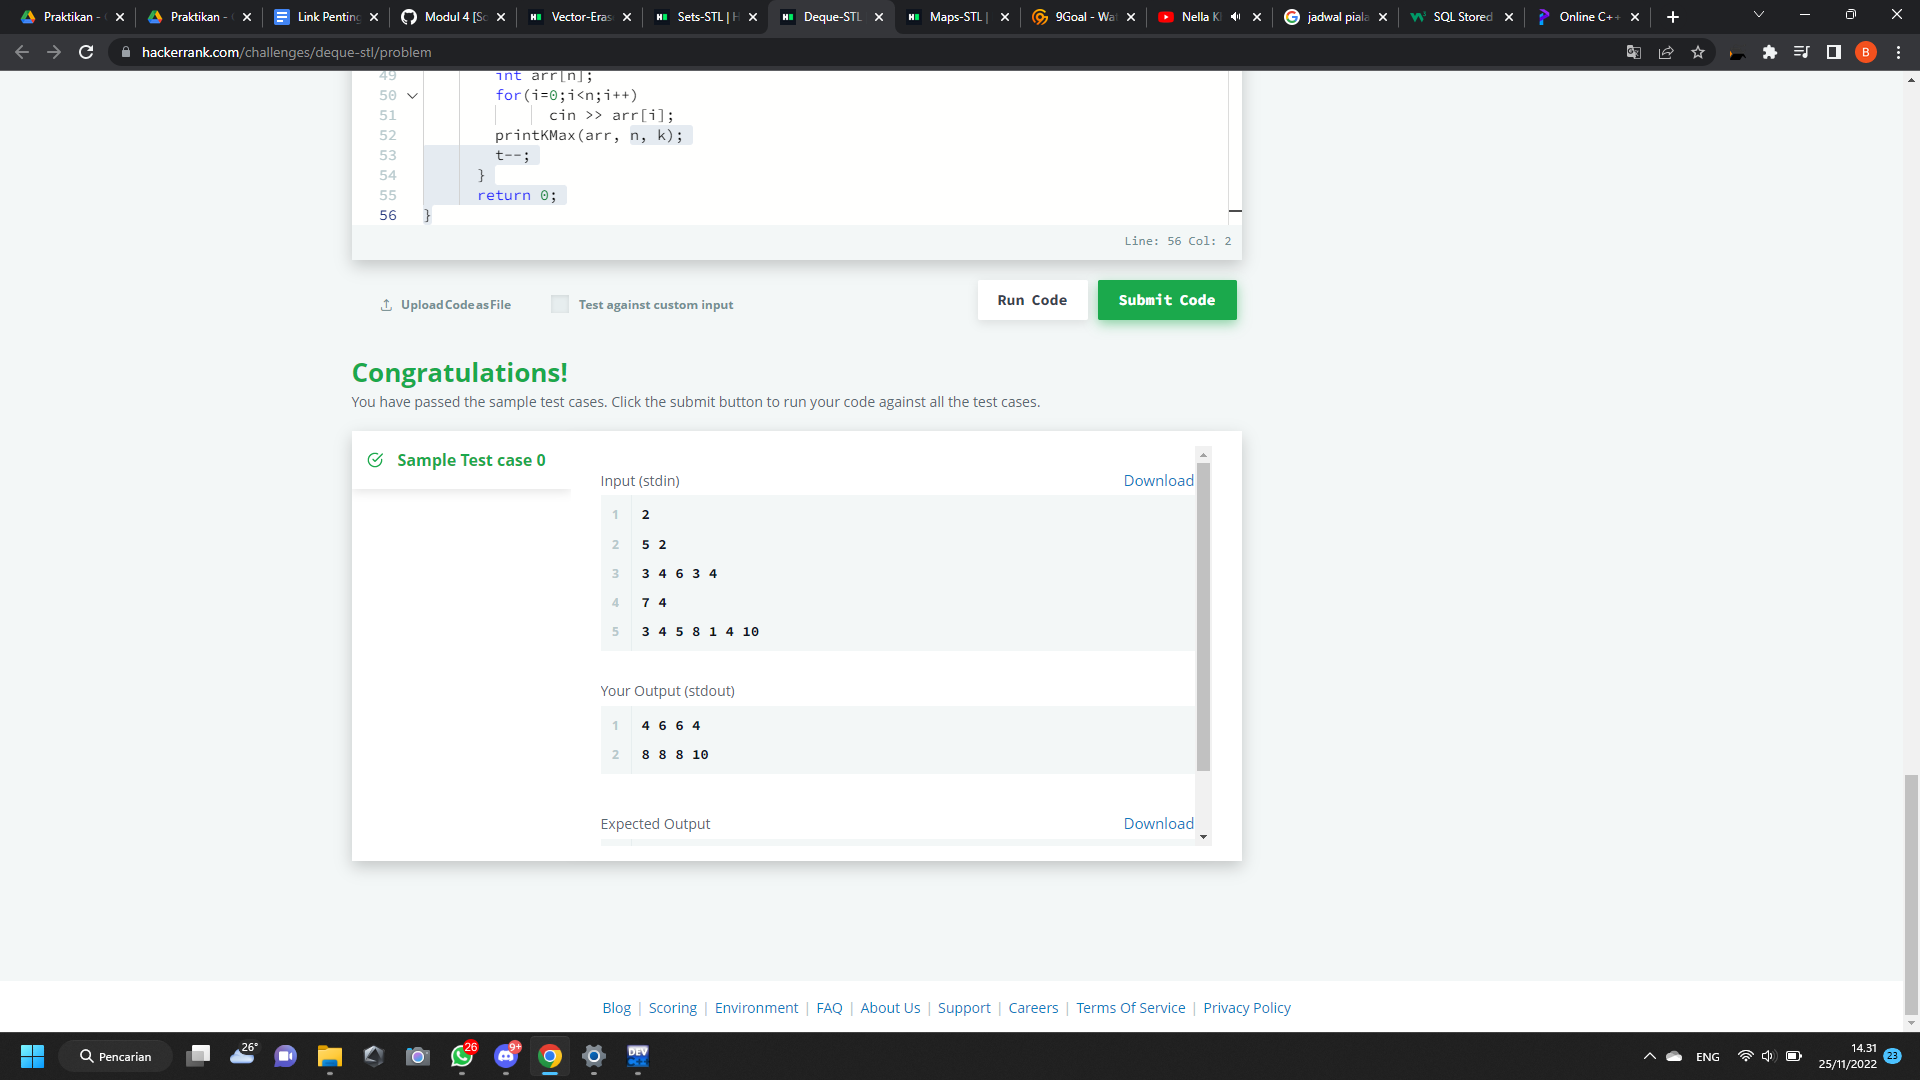 Praktikan -
Praktikan -
Link Penting
Modul 4 [Sc
Vector-Eras
Sets-STL | H
Deque-STL
Maps-STL |
9Goal - Wat
Nella K
jadwal piala
SQL Stored
Online C++
hackerrank.com/challenges/deque-stl/problem
B
49 int arr[n];
50 for(i=0;i<n;i++)
51 cin >> arr[i];
52 printKMax(arr, n, k);
53 t--;
54 }
55 return 0;
56 }
Line: 56 Col: 2
Upload Code as File
Test against custom input
Run Code
Submit Code
Congratulations!
You have passed the sample test cases. Click the submit button to run your code against all the test cases.
Sample Test case 0
Input (stdin)
Download
1 2
2 5 2
3 3 4 6 3 4
4 7 4
5 3 4 5 8 1 4 10
Your Output (stdout)
1 4 6 6 4
2 8 8 8 10
Expected Output
Download
Blog | Scoring | Environment | FAQ | About Us | Support | Careers | Terms Of Service | Privacy Policy
Pencarian
26°
26
9+
DEV
ENG
14.31
25/11/2022
23